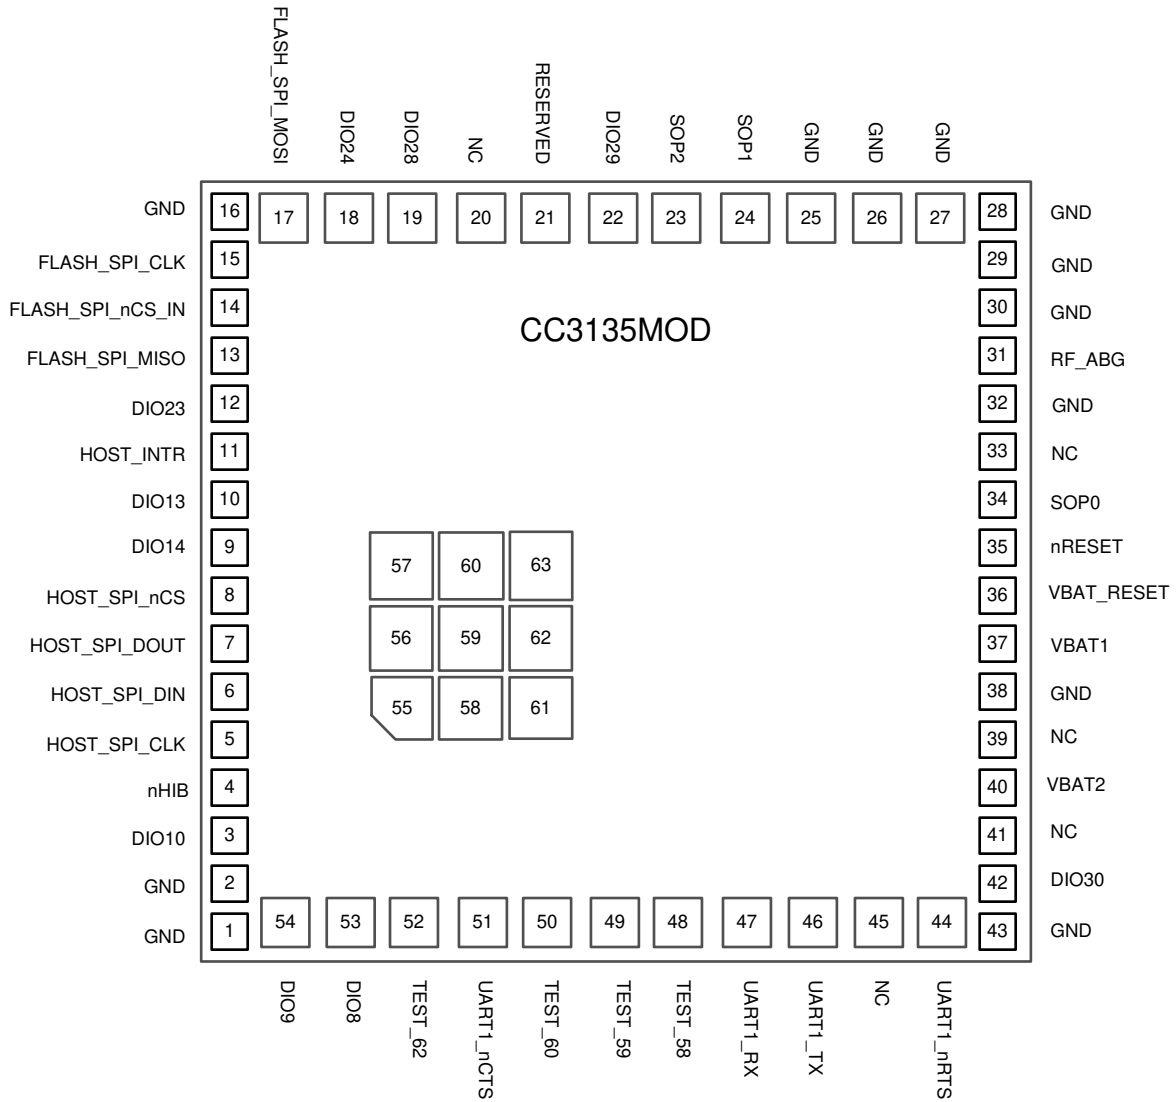 FLASH_SPI_MOSI
DIO24
DIO28
NC
RESERVED
DIO29
SOP2
SOP1
GND
GND
GND
17
18
19
20
21
22
23
24
25
26
27
GND 16
FLASH_SPI_CLK 15
FLASH_SPI_nCS_IN 14
FLASH_SPI_MISO 13
DIO23 12
HOST_INTR 11
DIO13 10
DIO14 9
HOST_SPI_nCS 8
HOST_SPI_DOUT 7
HOST_SPI_DIN 6
HOST_SPI_CLK 5
nHIB 4
DIO10 3
GND 2
GND 1
CC3135MOD
57 60 63
56 59 62
55 58 61
28 GND
29 GND
30 GND
31 RF_ABG
32 GND
33 NC
34 SOP0
35 nRESET
36 VBAT_RESET
37 VBAT1
38 GND
39 NC
40 VBAT2
41 NC
42 DIO30
43 GND
54
53
52
51
50
49
48
47
46
45
44
DIO9
DIO8
TEST_62
UART1_nCTS
TEST_60
TEST_59
TEST_58
UART1_RX
UART1_TX
NC
UART1_nRTS